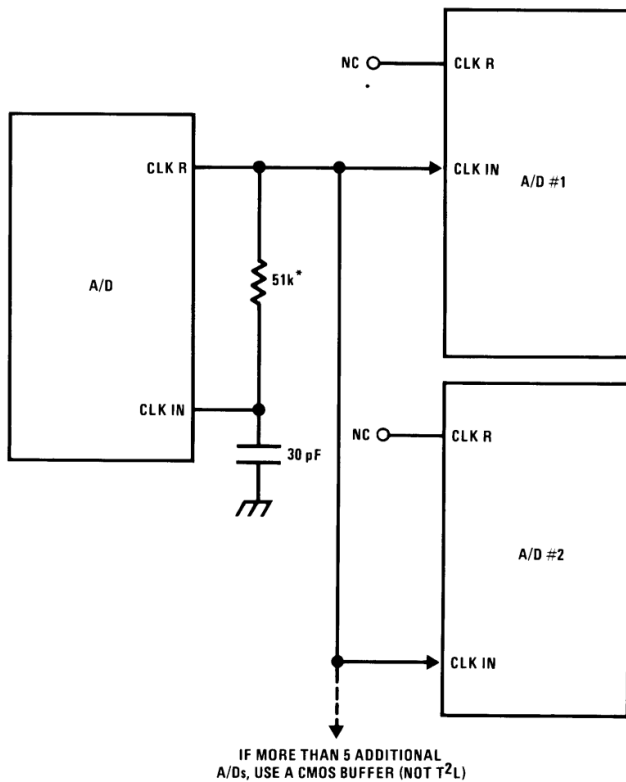 NC
CLK R
CLK R
CLK IN
A/D #1
51k*
A/D
CLK IN
30 pF
NC
CLK R
A/D #2
CLK IN
IF MORE THAN 5 ADDITIONAL
A/Ds, USE A CMOS BUFFER (NOT T²L)